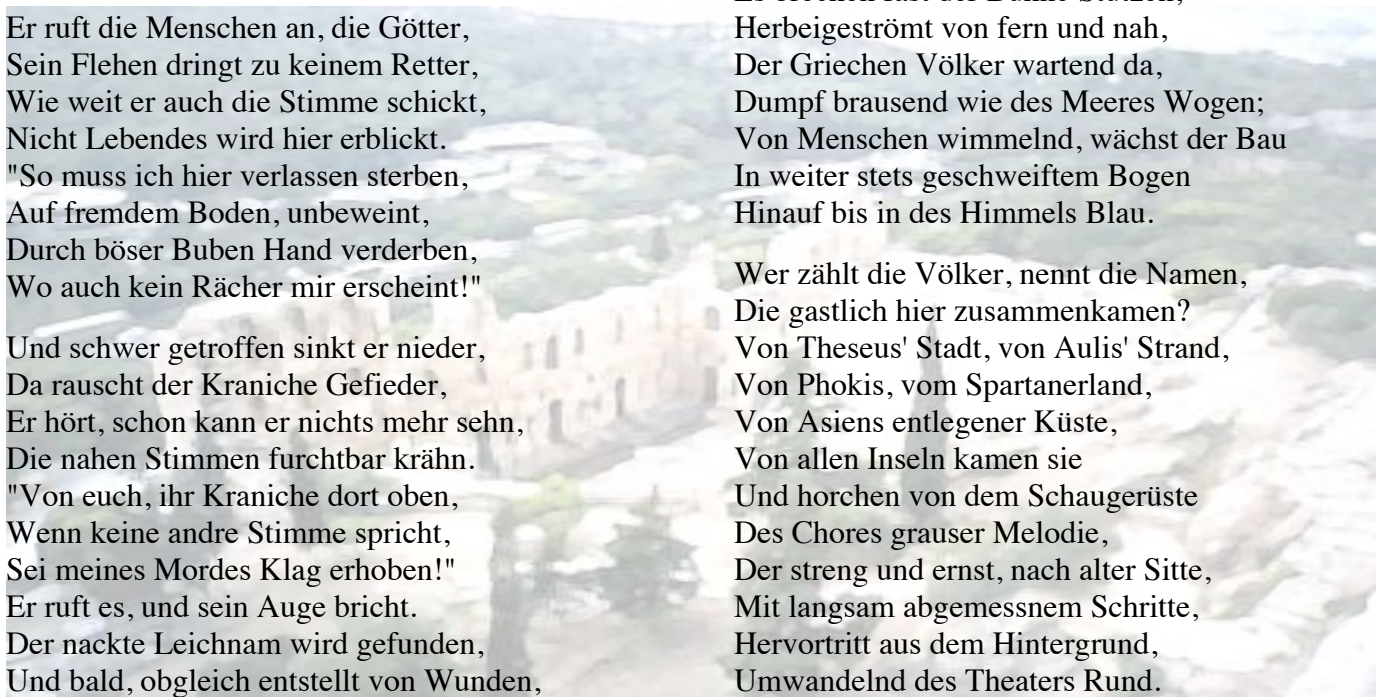 Er ruft die Menschen an, die Götter,
Sein Flehen dringt zu keinem Retter,
Wie weit er auch die Stimme schickt,
Nicht Lebendes wird hier erblickt.
"So muss ich hier verlassen sterben,
Auf fremdem Boden, unbeweint,
Durch böser Buben Hand verderben,
Wo auch kein Rächer mir erscheint!"
Und schwer getroffen sinkt er nieder,
Da rauscht der Kraniche Gefieder,
Er hört, schon kann er nichts mehr sehn,
Die nahen Stimmen furchtbar krähn.
"Von euch, ihr Kraniche dort oben,
Wenn keine andre Stimme spricht,
Sei meines Mordes Klag erhoben!"
Er ruft es, und sein Auge bricht.
Der nackte Leichnam wird gefunden,
Und bald, obgleich entstellt von Wunden,
Herbeigeströmt von fern und nah,
Der Griechen Völker wartend da,
Dumpf brausend wie des Meeres Wogen;
Von Menschen wimmelnd, wächst der Bau
In weiter stets geschweiftem Bogen
Hinauf bis in des Himmels Blau.
Wer zählt die Völker, nennt die Namen,
Die gastlich hier zusammenkamen?
Von Theseus' Stadt, von Aulis' Strand,
Von Phokis, vom Spartanerland,
Von Asiens entlegener Küste,
Von allen Inseln kamen sie
Und horchen von dem Schaugerüste
Des Chores grauser Melodie,
Der streng und ernst, nach alter Sitte,
Mit langsam abgemessnem Schritte,
Hervortritt aus dem Hintergrund,
Umwandelnd des Theaters Rund.